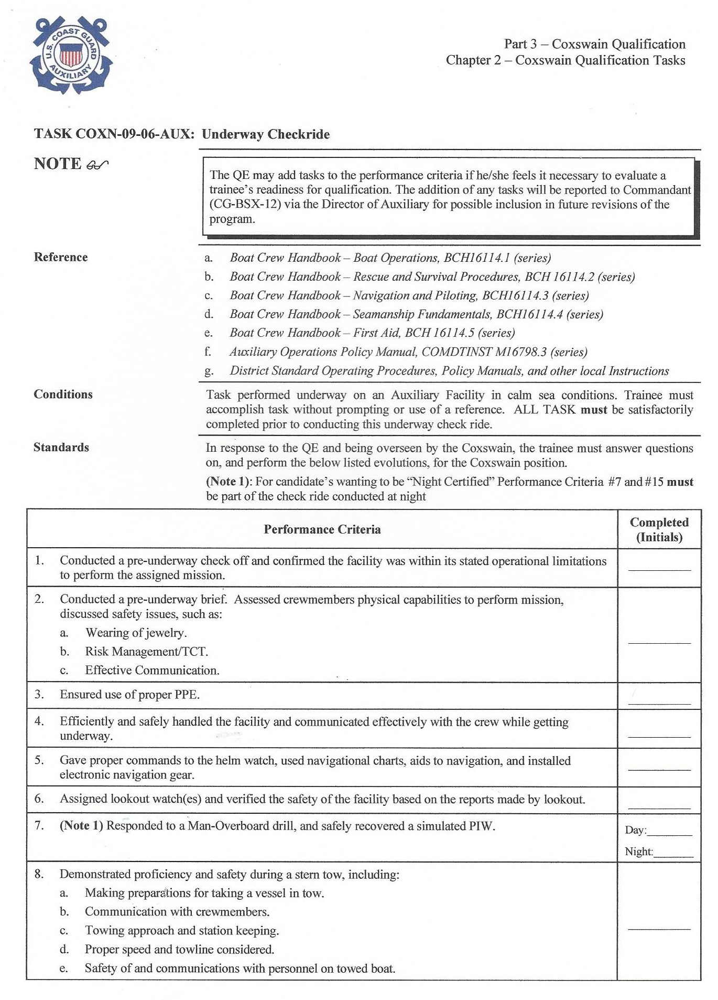 U.S. COAST GUARD
AUXILIARY
Part 3 – Coxswain Qualification
Chapter 2 – Coxswain Qualification Tasks
TASK COXN-09-06-AUX: Underway Checkride
NOTE
The QE may add tasks to the performance criteria if he/she feels it necessary to evaluate a
trainee's readiness for qualification. The addition of any tasks will be reported to Commandant
(CG-BSX-12) via the Director of Auxiliary for possible inclusion in future revisions of the
program.
Reference
a. Boat Crew Handbook – Boat Operations, BCH16114.1 (series)
b. Boat Crew Handbook – Rescue and Survival Procedures, BCH 16114.2 (series)
c. Boat Crew Handbook – Navigation and Piloting, BCH16114.3 (series)
d. Boat Crew Handbook – Seamanship Fundamentals, BCH16114.4 (series)
e. Boat Crew Handbook – First Aid, BCH 16114.5 (series)
f. Auxiliary Operations Policy Manual, COMDTINST M16798.3 (series)
g. District Standard Operating Procedures, Policy Manuals, and other local Instructions
Conditions
Task performed underway on an Auxiliary Facility in calm sea conditions. Trainee must
accomplish task without prompting or use of a reference. ALL TASK must be satisfactorily
completed prior to conducting this underway check ride.
Standards
In response to the QE and being overseen by the Coxswain, the trainee must answer questions
on, and perform the below listed evolutions, for the Coxswain position.
(Note 1): For candidate's wanting to be "Night Certified" Performance Criteria #7 and #15 must
be part of the check ride conducted at night
Performance Criteria
Completed
(Initials)
1. Conducted a pre-underway check off and confirmed the facility was within its stated operational limitations
to perform the assigned mission.
2. Conducted a pre-underway brief. Assessed crewmembers physical capabilities to perform mission,
discussed safety issues, such as:
a. Wearing of jewelry.
b. Risk Management/TCT.
c. Effective Communication.
3. Ensured use of proper PPE.
4. Efficiently and safely handled the facility and communicated effectively with the crew while getting
underway.
5. Gave proper commands to the helm watch, used navigational charts, aids to navigation, and installed
electronic navigation gear.
6. Assigned lookout watch(es) and verified the safety of the facility based on the reports made by lookout.
7. (Note 1) Responded to a Man-Overboard drill, and safely recovered a simulated PIW.
Day:_______
Night:______
8. Demonstrated proficiency and safety during a stern tow, including:
a. Making preparations for taking a vessel in tow.
b. Communication with crewmembers.
c. Towing approach and station keeping.
d. Proper speed and towline considered.
e. Safety of and communications with personnel on towed boat.